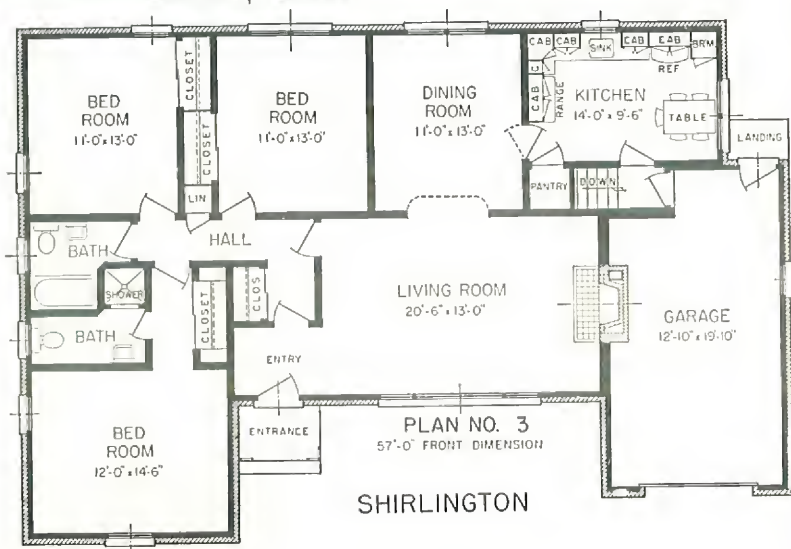 BED
ROOM
11'-0" x 13'-0"
CLOSET
CLOSET
LIN
BED
ROOM
11'-0" x 13'-0"
DINING
ROOM
11'-0" x 13'-0"
CAB
CAB
SINK
CAB
CAB
BRM
C
CAB
RANGE
REF
KITCHEN
14'-0" x 9'-6"
TABLE
LANDING
PANTRY
DOWN
BATH
HALL
SHOWER
BATH
CLOSET
CLOS
LIVING ROOM
20'-6" x 13'-0"
GARAGE
12'-10" x 19'-10"
ENTRY
ENTRANCE
BED
ROOM
12'-0" x 14'-6"
PLAN NO. 3
57'-0" FRONT DIMENSION
SHIRLINGTON